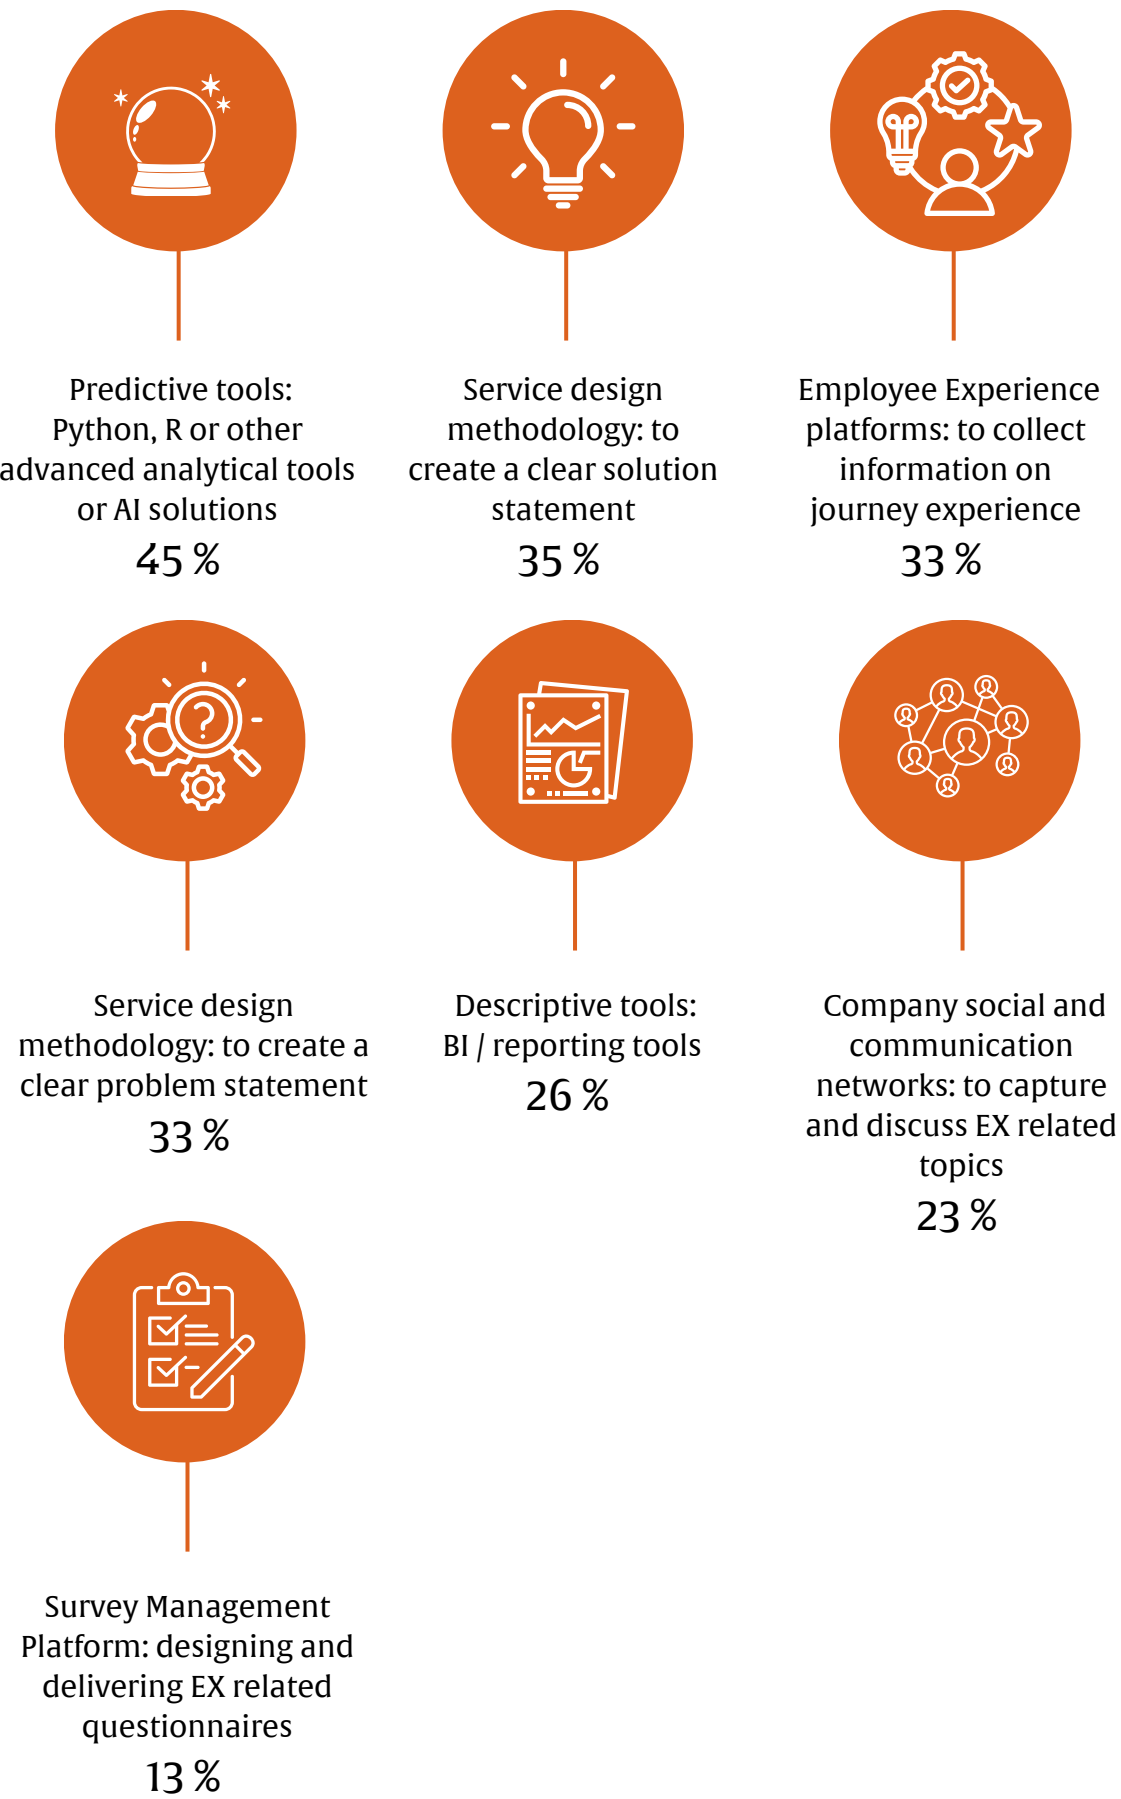 Predictive tools:
Python, R or other
advanced analytical tools
or AI solutions
45 %
Service design
methodology: to
create a clear solution
statement
35 %
Employee Experience
platforms: to collect
information on
journey experience
33 %
Service design
methodology: to create a
clear problem statement
33 %
Descriptive tools:
BI / reporting tools
26 %
Company social and
communication
networks: to capture
and discuss EX related
topics
23 %
Survey Management
Platform: designing and
delivering EX related
questionnaires
13 %